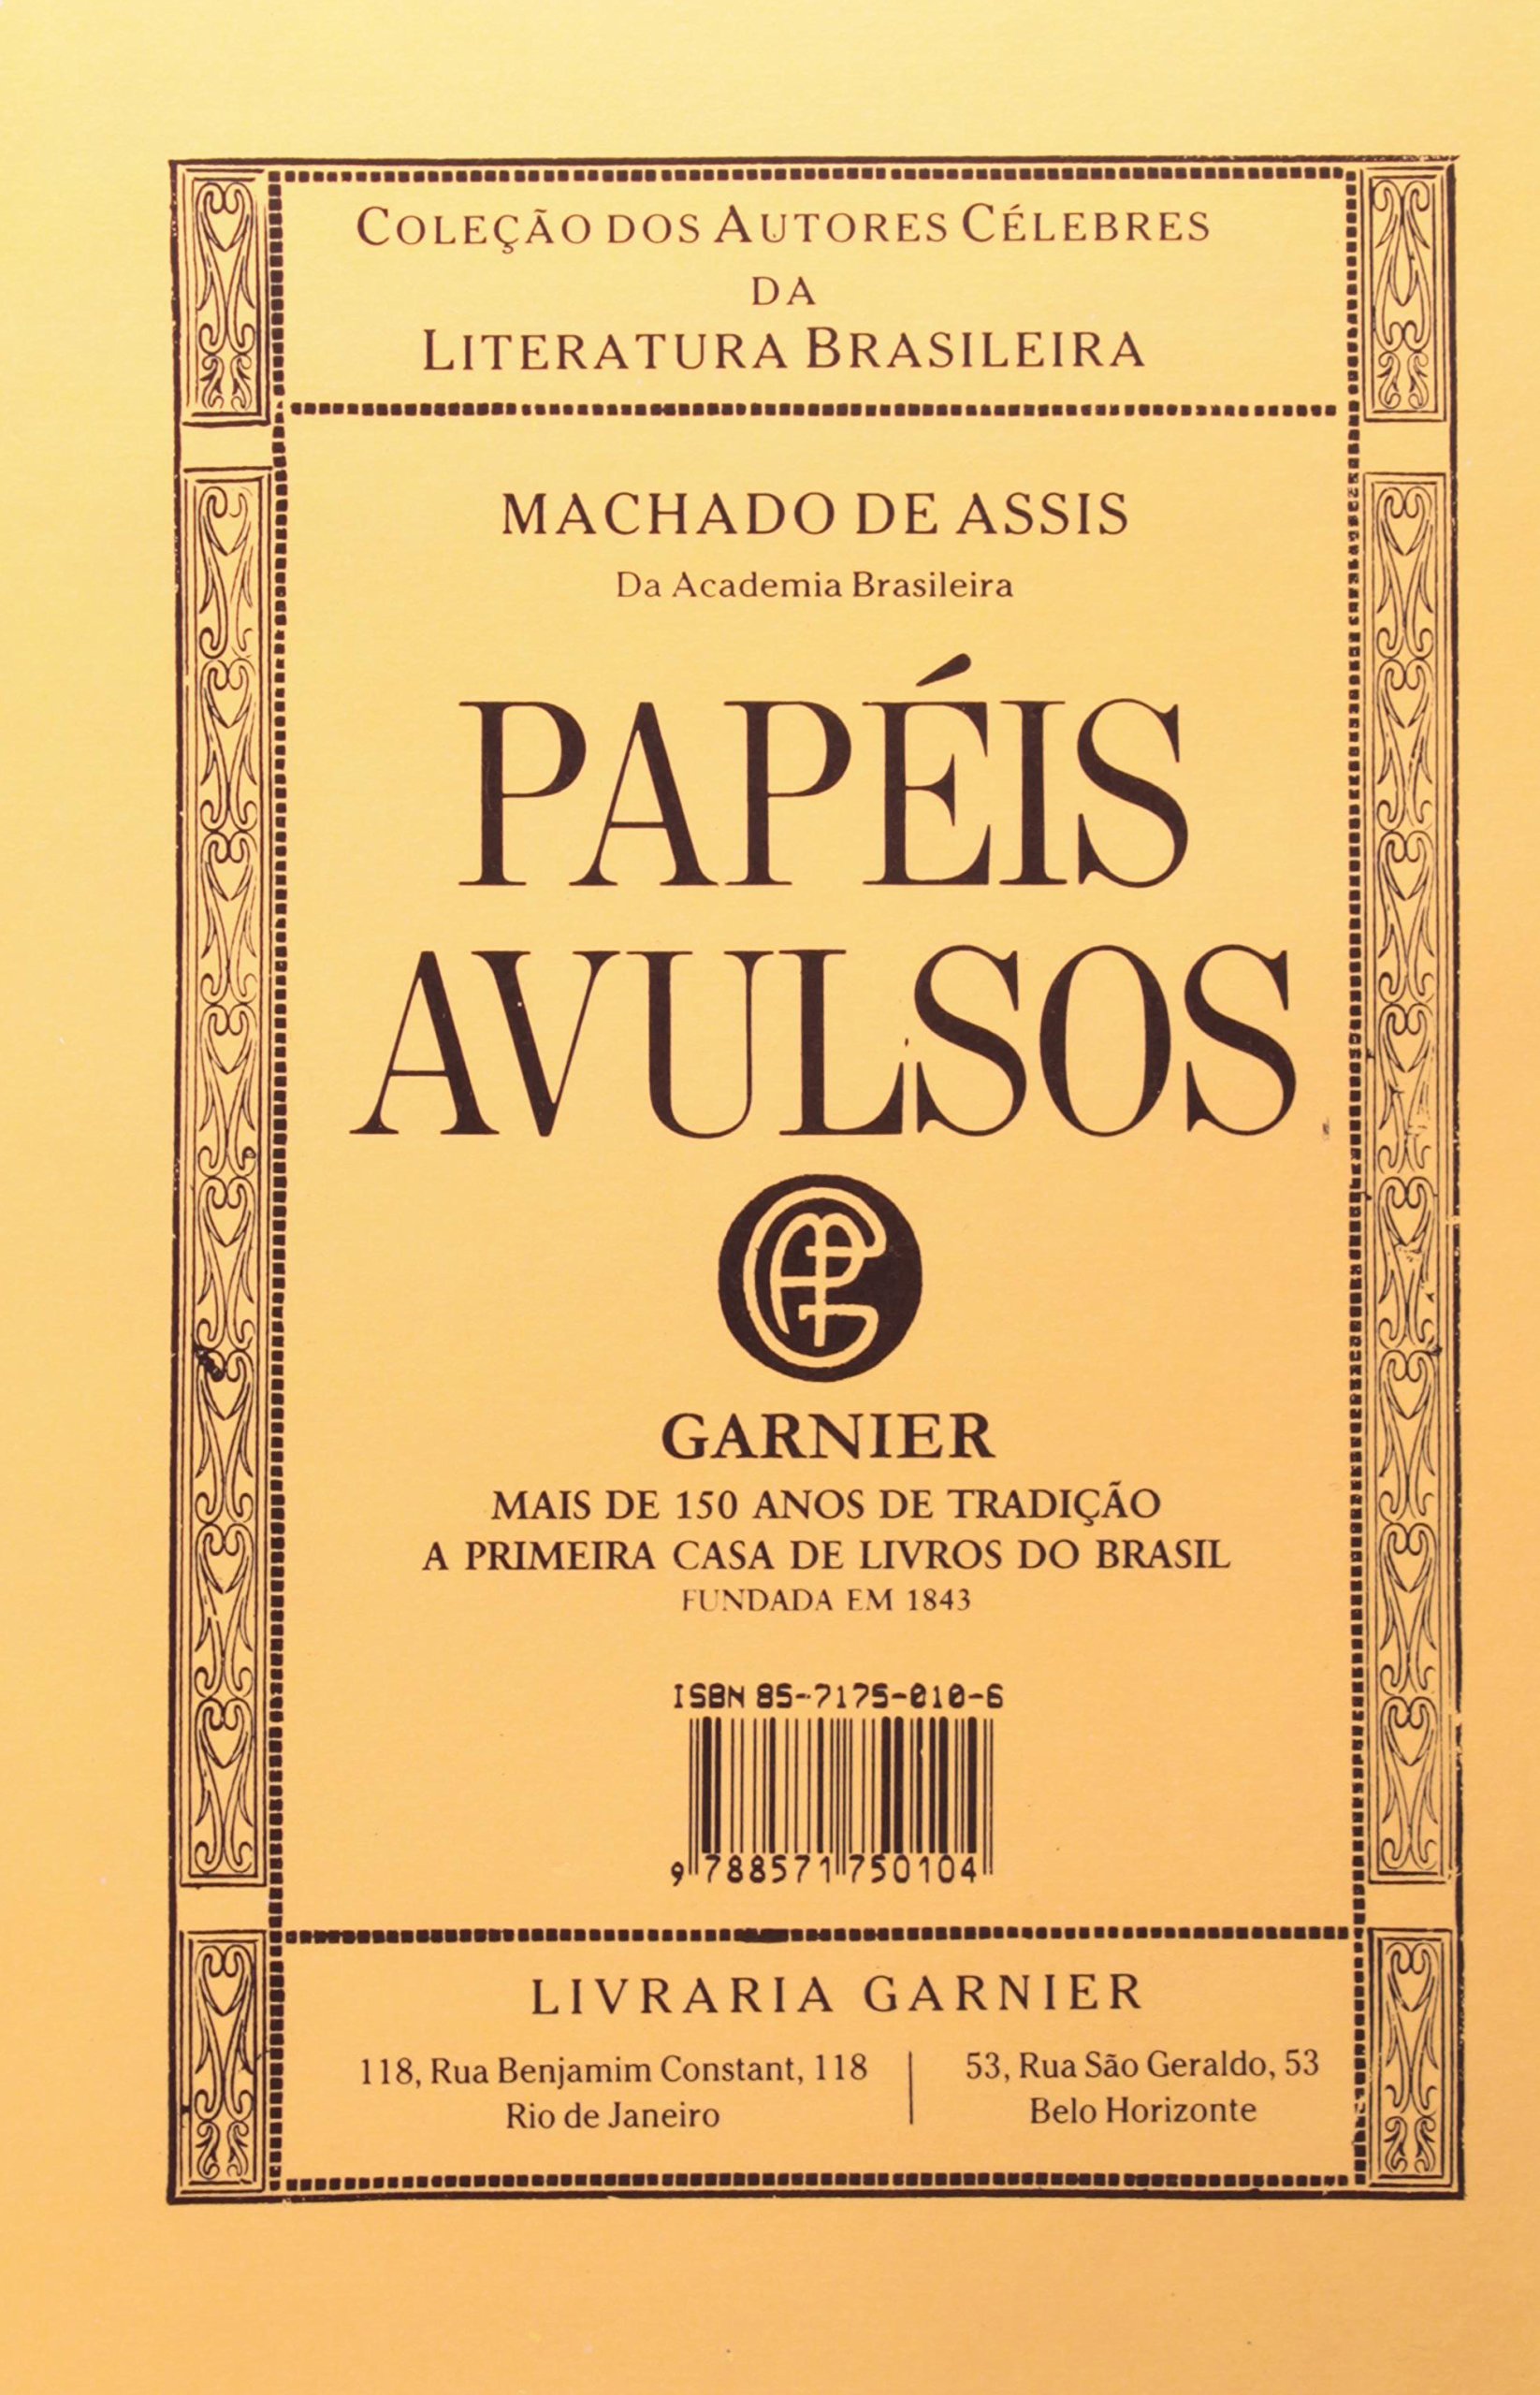 COLEÇÃO DOS AUTORES CÉLEBRES
DA
LITERATURA BRASILEIRA
MACHADO DE ASSIS
Da Academia Brasileira
PAPÉIS
AVULSOS
GARNIER
MAIS DE 150 ANOS DE TRADIÇÃO
A PRIMEIRA CASA DE LIVROS DO BRASIL
FUNDADA EM 1843
ISBN 85-7175-010-6
9 788571 750104
LIVRARIA GARNIER
118, Rua Benjamim Constant, 118
Rio de Janeiro
53, Rua São Geraldo, 53
Belo Horizonte